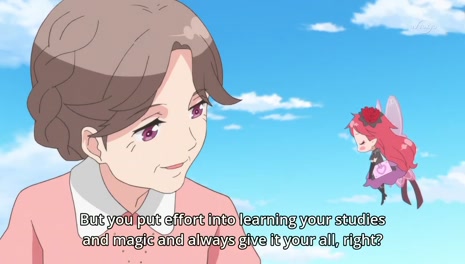 But you put effort into learning your studies
and magic and always give it your all, right?